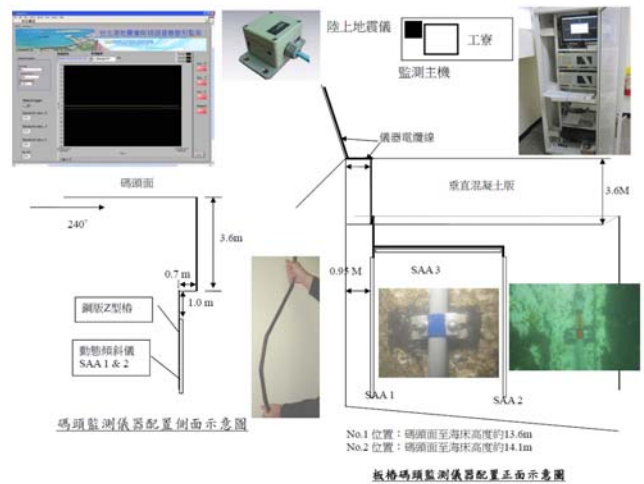 陸上地震儀
工寮
監測主機
儀器電纜線
碼頭面
垂直混凝土版
240°
3.6m
3.6M
0.7 m
1.0 m
0.95 M
SAA 3
鋼版Z型樁
動態傾斜儀
SAA 1 & 2
SAA 1
SAA 2
碼頭監測儀器配置側面示意圖
No.1 位置：碼頭面至海床高度約13.6m
No.2 位置：碼頭面至海床高度約14.1m
板樁碼頭監測儀器配置正面示意圖